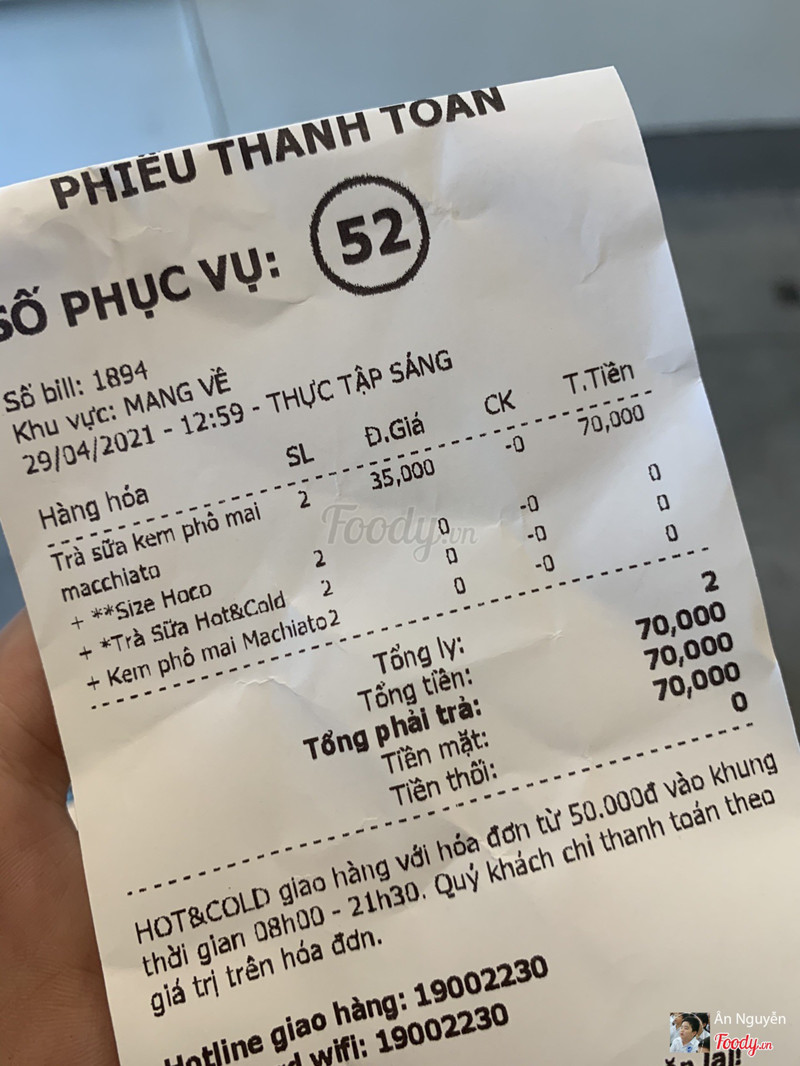 PHIẾU THANH TOÁN
SỐ PHỤC VỤ: 52
Số bill: 1894
Khu vực: MANG VỀ
29/04/2021 - 12:59 - THỰC TẬP SÁNG
Hàng hóa SL Đ.Giá CK T.Tiền
Trà sữa kem phô mai 2 35,000 -0 70,000
macchiato
+ **Size Hoco 2 0 -0 0
+ *Trà Sữa Hot&Cold 2 0 -0 0
+ Kem phô mai Machiato 2 0 -0 0
Tổng ly: 2
Tổng tiền: 70,000
Tổng phải trả: 70,000
Tiền mặt: 70,000
Tiền thối: 0
HOT&COLD giao hàng với hóa đơn từ 50.000đ vào khung
thời gian 08h00 - 21h30. Quý khách chỉ thanh toán theo
giá trị trên hóa đơn.
Hotline giao hàng: 19002230
wifi: 19002230
lại!
Foody.vn
Ân Nguyễn
Foody.vn